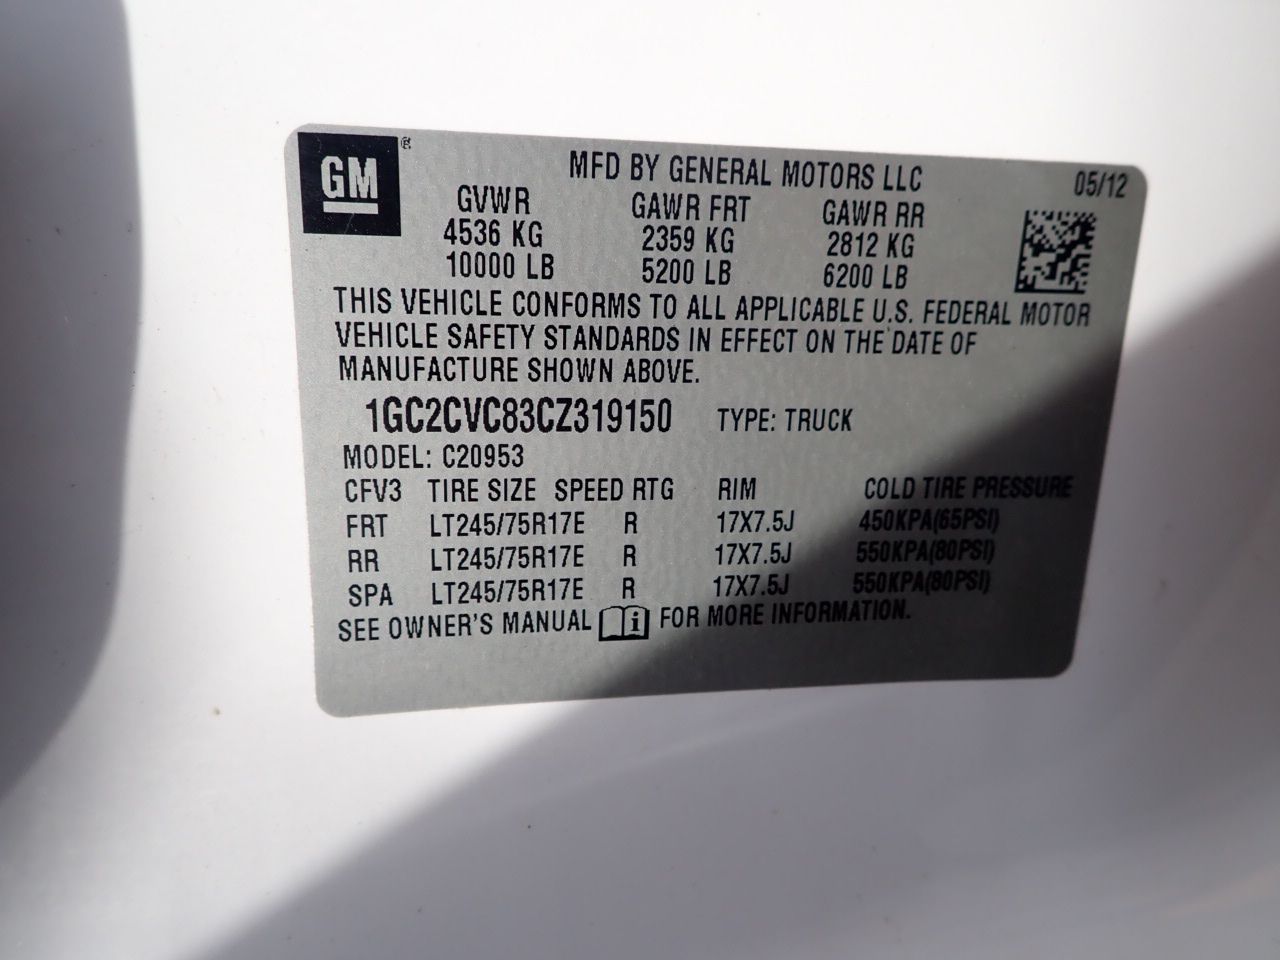 GM ®
MFD BY GENERAL MOTORS LLC 05/12
GVWR GAWR FRT GAWR RR
4536 KG 2359 KG 2812 KG
10000 LB 5200 LB 6200 LB
THIS VEHICLE CONFORMS TO ALL APPLICABLE U.S. FEDERAL MOTOR
VEHICLE SAFETY STANDARDS IN EFFECT ON THE DATE OF
MANUFACTURE SHOWN ABOVE.
1GC2CVC83CZ319150 TYPE: TRUCK
MODEL: C20953
CFV3 TIRE SIZE SPEED RTG RIM COLD TIRE PRESSURE
FRT LT245/75R17E R 17X7.5J 450KPA(65PSI)
RR LT245/75R17E R 17X7.5J 550KPA(80PSI)
SPA LT245/75R17E R 17X7.5J 550KPA(80PSI)
SEE OWNER'S MANUAL i FOR MORE INFORMATION.